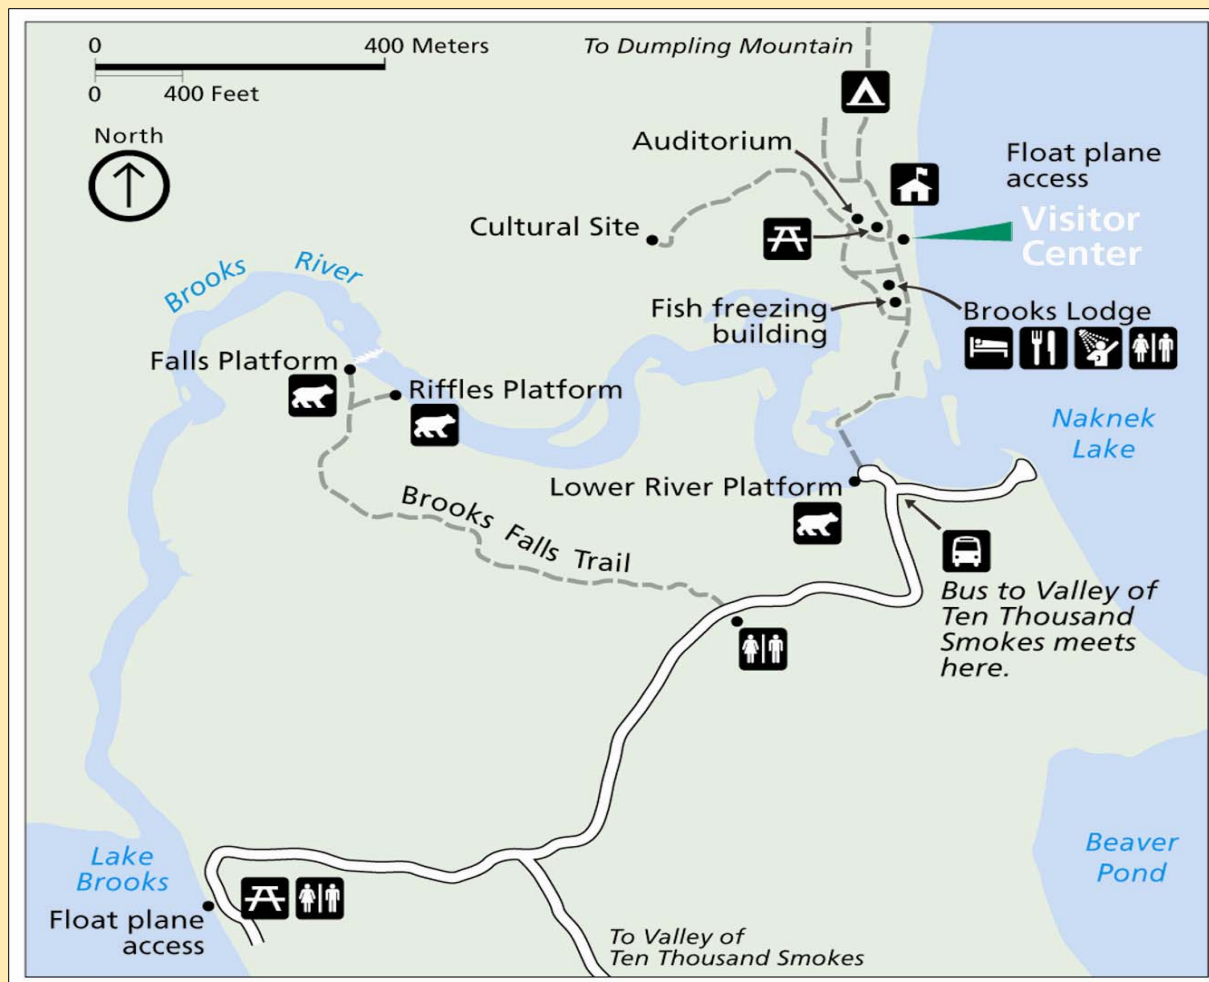 0 400 Meters
0 400 Feet
North
To Dumpling Mountain
Auditorium
Float plane
access
Cultural Site
Visitor
Center
Brooks River
Fish freezing
building
Brooks Lodge
Falls Platform
Riffles Platform
Naknek
Lake
Lower River Platform
Brooks Falls Trail
Bus to Valley of
Ten Thousand
Smokes meets
here.
Lake
Brooks
Beaver
Pond
Float plane
access
To Valley of
Ten Thousand Smokes